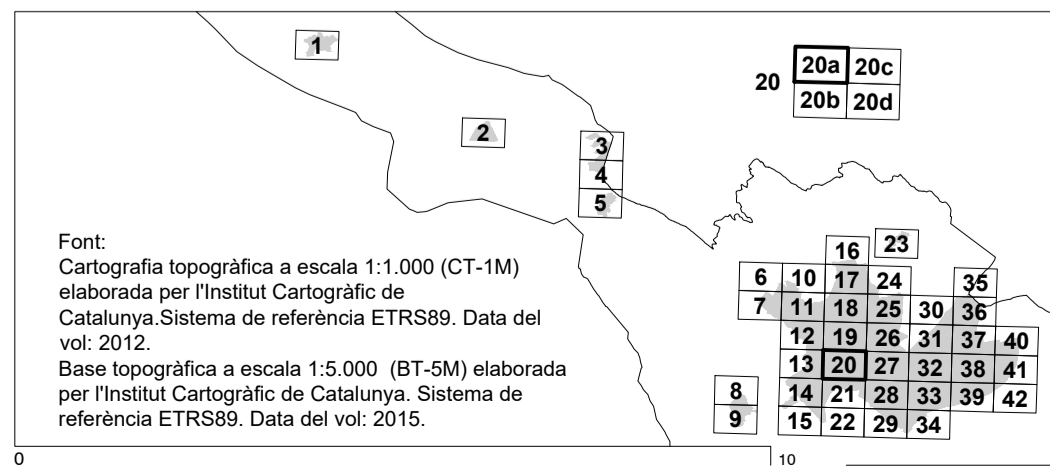 1
2
3
4
5
20
20a 20c
20b 20d
Font:
Cartografia topogràfica a escala 1:1.000 (CT-1M)
elaborada per l'Institut Cartogràfic de
Catalunya.Sistema de referència ETRS89. Data del
vol: 2012.
Base topogràfica a escala 1:5.000 (BT-5M) elaborada
per l'Institut Cartogràfic de Catalunya. Sistema de
referència ETRS89. Data del vol: 2015.
16 23
6 10 17 24 35
7 11 18 25 30 36
12 19 26 31 37 40
13 20 27 32 38 41
8 14 21 28 33 39 42
9 15 22 29 34
0 10